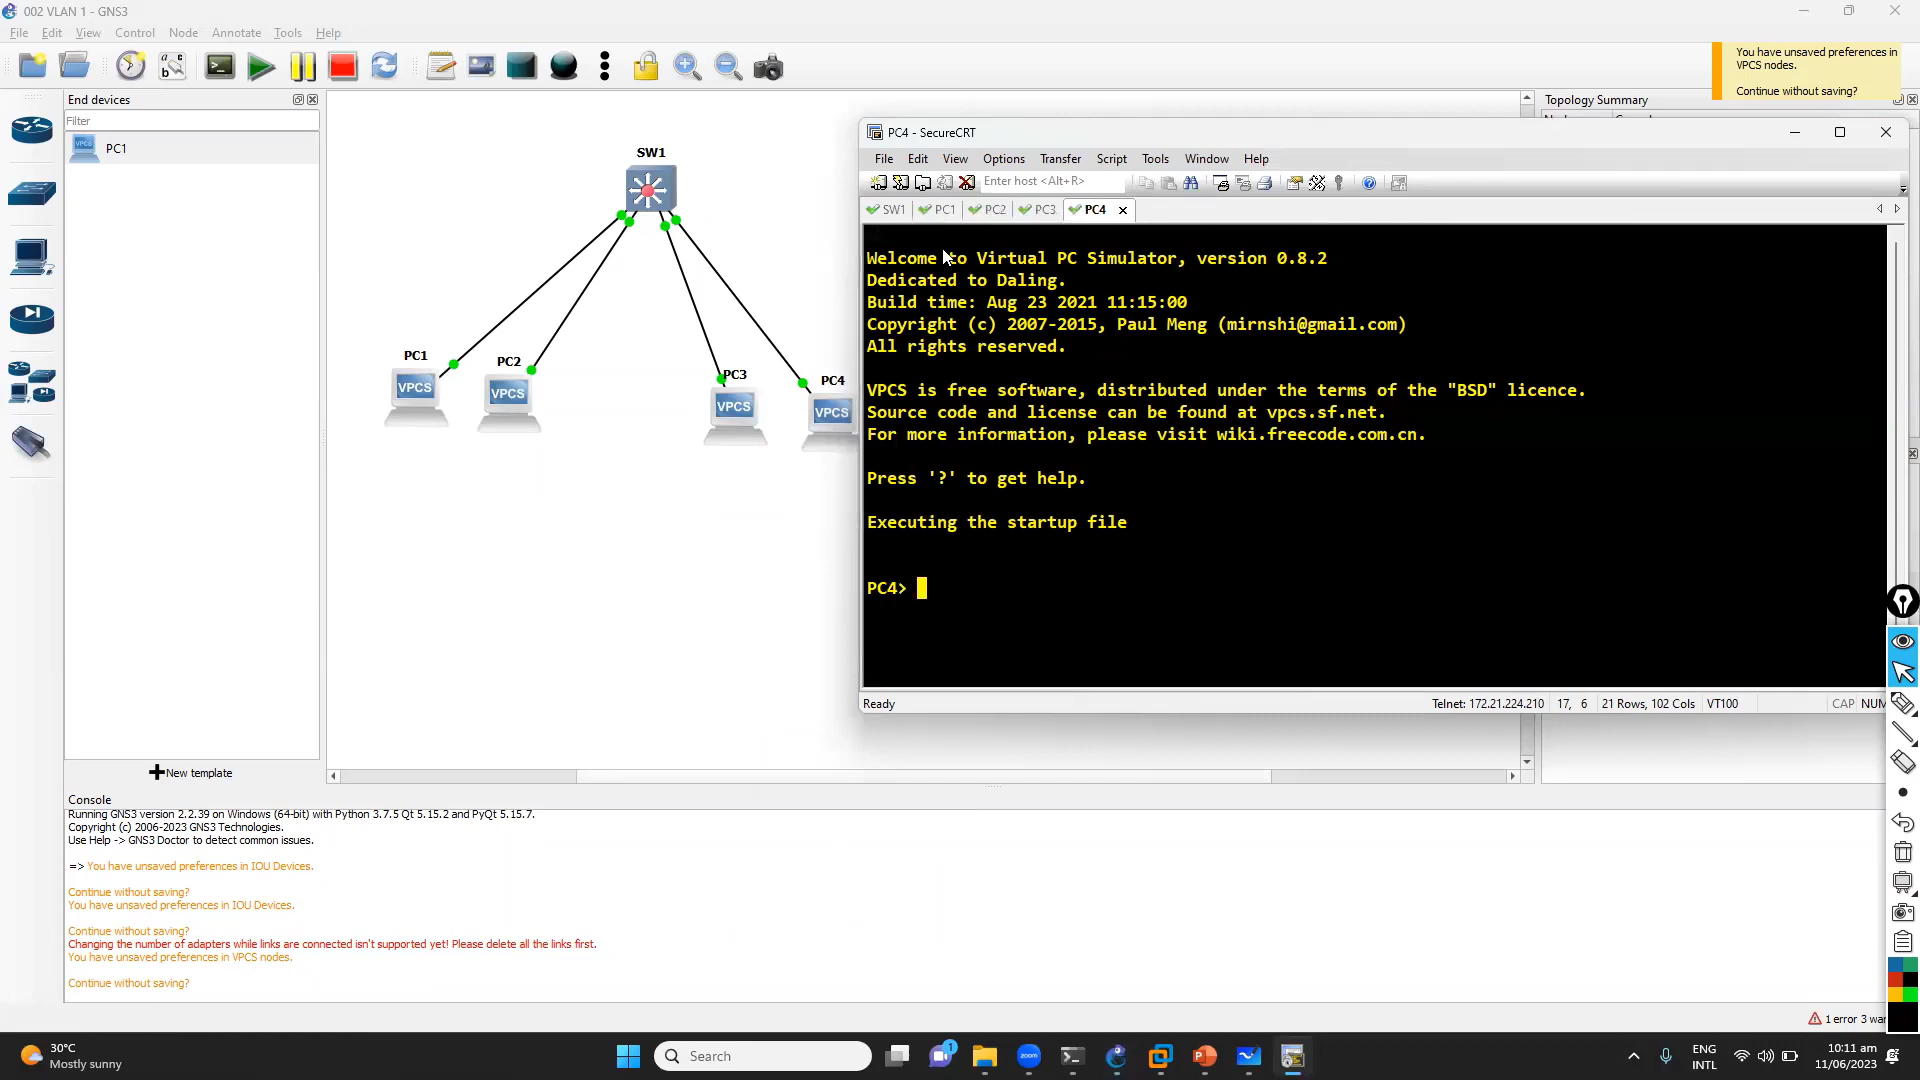 002 VLAN 1 - GNS3
File Edit View Control Node Annotate Tools Help
You have unsaved preferences in
VPCS nodes.
Continue without saving?
End devices
Filter
PC1
Topology Summary
SW1
PC1
VPCS
PC2
VPCS
PC3
VPCS
PC4
VPCS
PC4 - SecureCRT
File Edit View Options Transfer Script Tools Window Help
Enter host <Alt+R>
SW1 PC1 PC2 PC3 PC4
Welcome to Virtual PC Simulator, version 0.8.2
Dedicated to Daling.
Build time: Aug 23 2021 11:15:00
Copyright (c) 2007-2015, Paul Meng (mirnshi@gmail.com)
All rights reserved.
VPCS is free software, distributed under the terms of the "BSD" licence.
Source code and license can be found at vpcs.sf.net.
For more information, please visit wiki.freecode.com.cn.
Press '?' to get help.
Executing the startup file
PC4>
Ready
Telnet: 172.21.224.210 17, 6 21 Rows, 102 Cols VT100 CAP NUM
New template
Console
Running GNS3 version 2.2.39 on Windows (64-bit) with Python 3.7.5 Qt 5.15.2 and PyQt 5.15.7.
Copyright (c) 2006-2023 GNS3 Technologies.
Use Help -> GNS3 Doctor to detect common issues.
=> You have unsaved preferences in IOU Devices.
Continue without saving?
You have unsaved preferences in IOU Devices.
Continue without saving?
Changing the number of adapters while links are connected isn't supported yet! Please delete all the links first.
You have unsaved preferences in VPCS nodes.
Continue without saving?
1 error 3 war
30°C
Mostly sunny
Search
1
zoom
ENG
INTL
10:11 am
11/06/2023